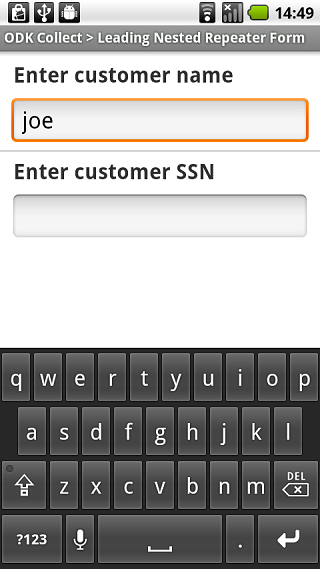 14:49
ODK Collect > Leading Nested Repeater Form
Enter customer name
joe
Enter customer SSN
q w e r t y u i o p
a s d f g h j k l
z x c v b n m DEL
?123 .